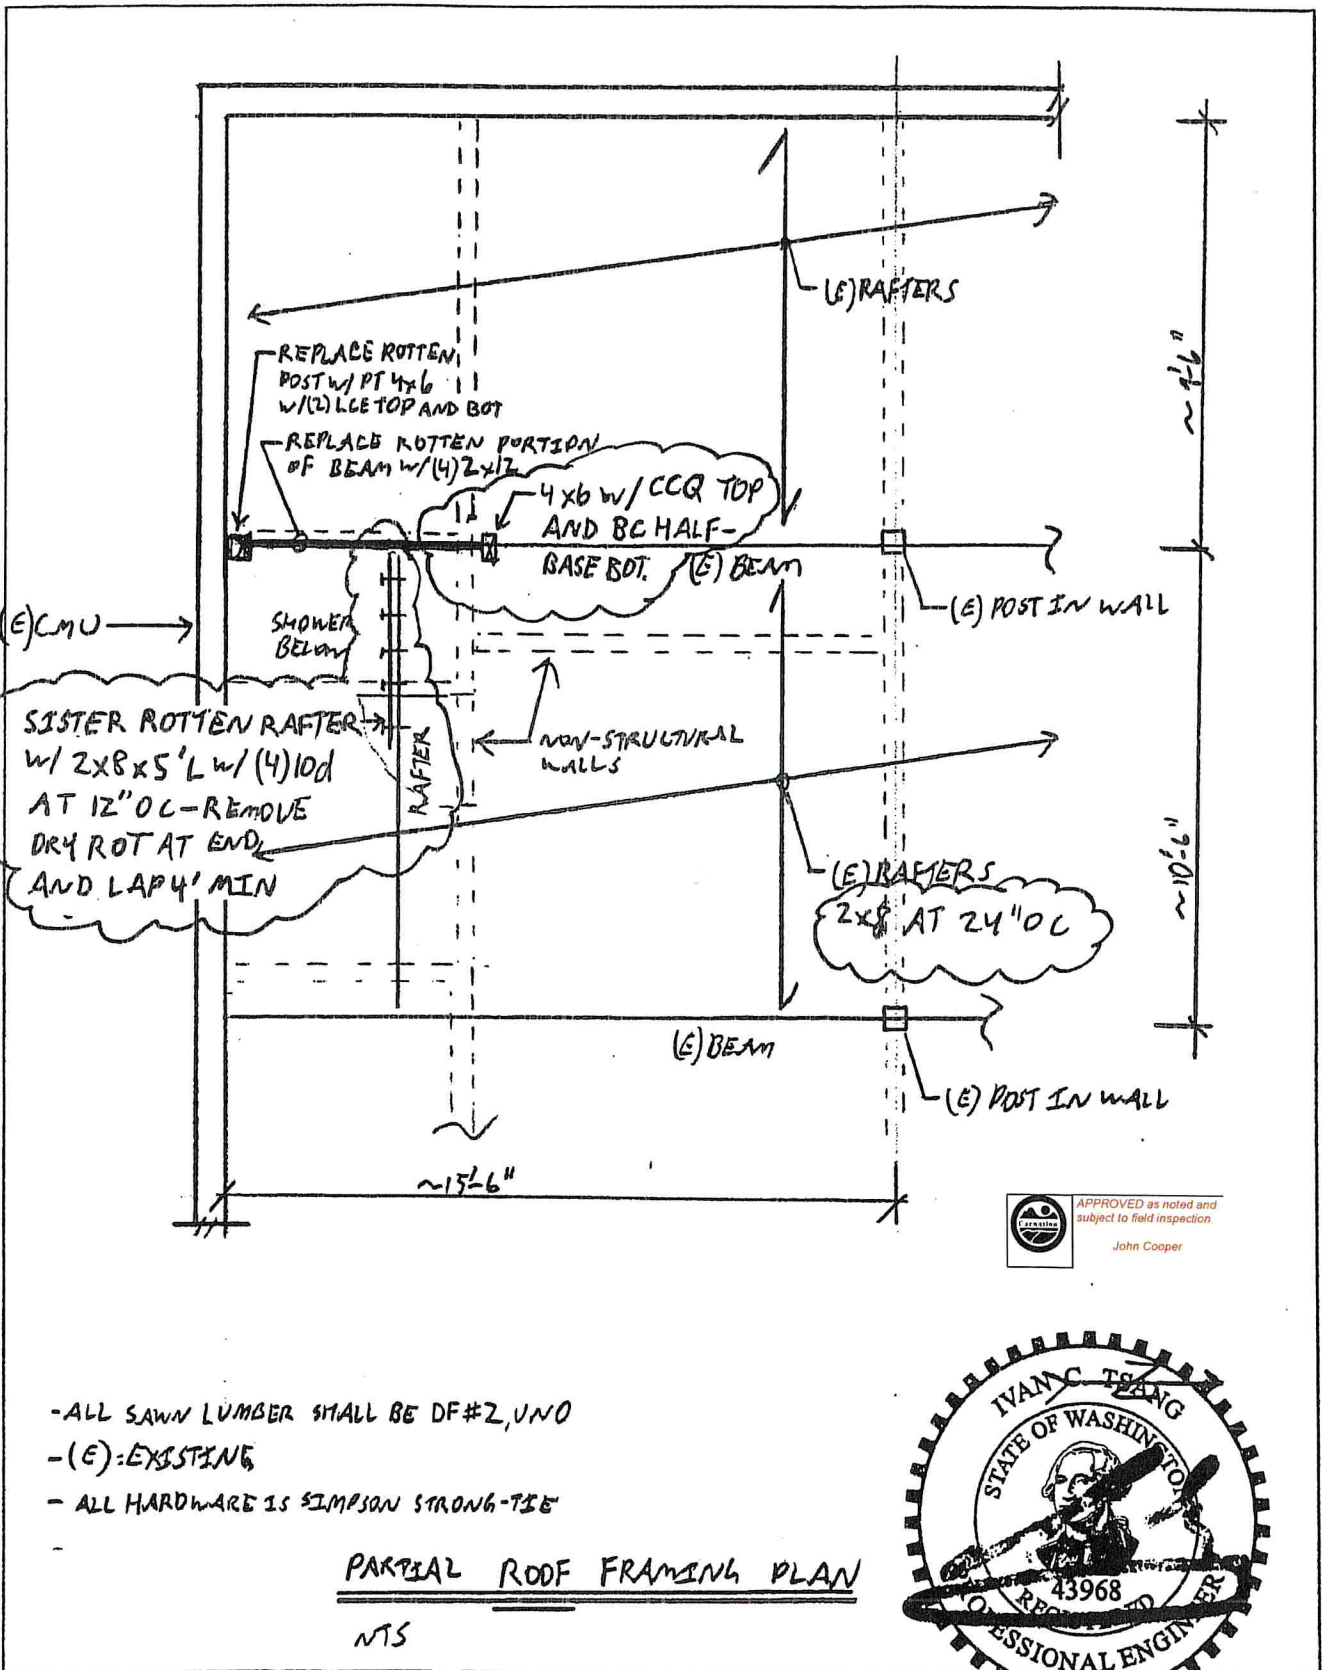 (E)RAFTERS
~9'-6"
REPLACE ROTTEN
POST w/ PT 4x6
w/(2) LCE TOP AND BOT
REPLACE ROTTEN PORTION
OF BEAM w/(4)2x12
4x6 w/ CCQ TOP
AND BC HALF-
BASE BOT.
(E) BEAM
(E) POST IN WALL
(E)CMU
SHOWER
BELOW
SISTER ROTTEN RAFTER
w/ 2x8x5'L w/(4)10d
AT 12"OC-REMOVE
DRY ROT AT END
AND LAP 4' MIN
RAFTER
NON-STRUCTURAL
WALLS
(E)RAFTERS
2x8 AT 24"OC
~10'-6"
(E)BEAM
(E) POST IN WALL
~15'-6"
Carnation
APPROVED as noted and
subject to field inspection
John Cooper
-ALL SAWN LUMBER SHALL BE DF#2, UNO
-(E):EXISTING
- ALL HARDWARE IS SIMPSON STRONG-TIE
-
PARTIAL ROOF FRAMING PLAN
NTS
IVAN C. TSANG
STATE OF WASHINGTON
43968
REGISTERED
PROFESSIONAL ENGINEER